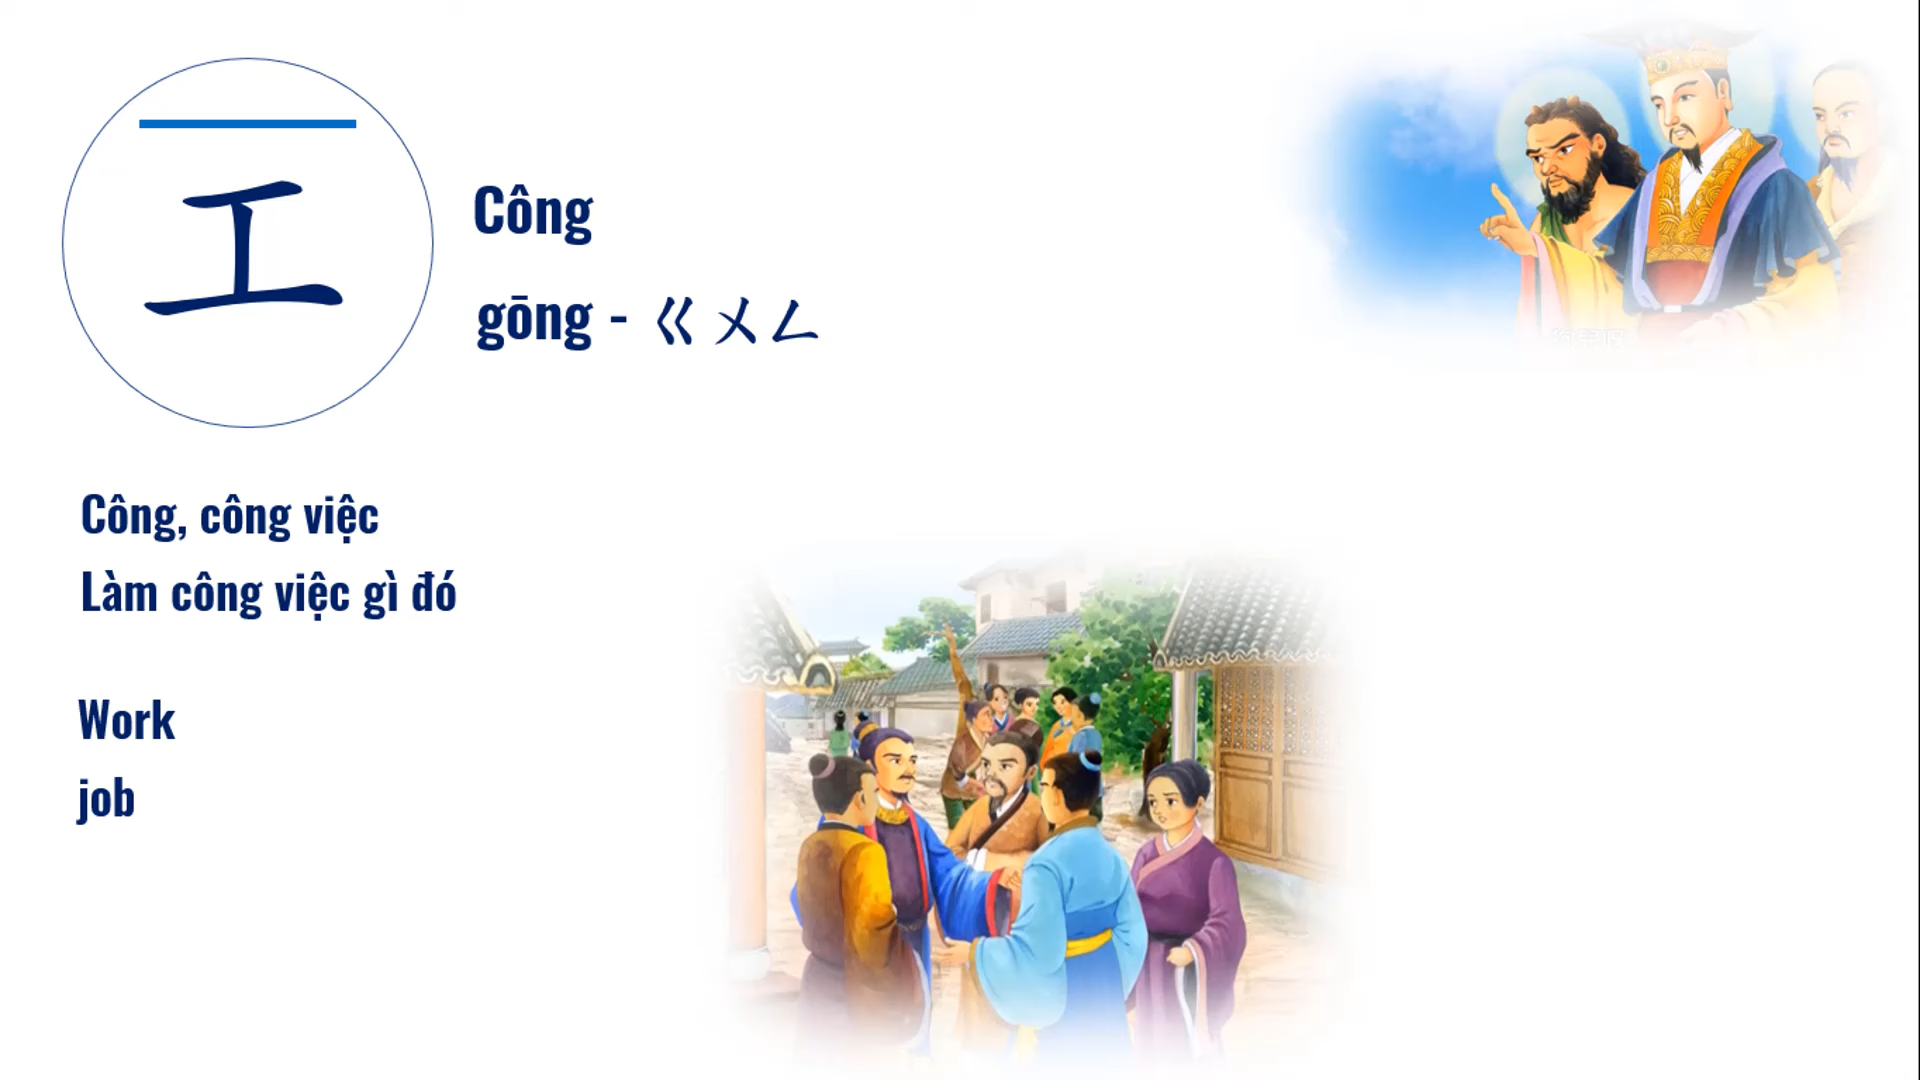 工
Công
gōng - ㄍㄨㄥ
Công, công việc
Làm công việc gì đó
Work
job